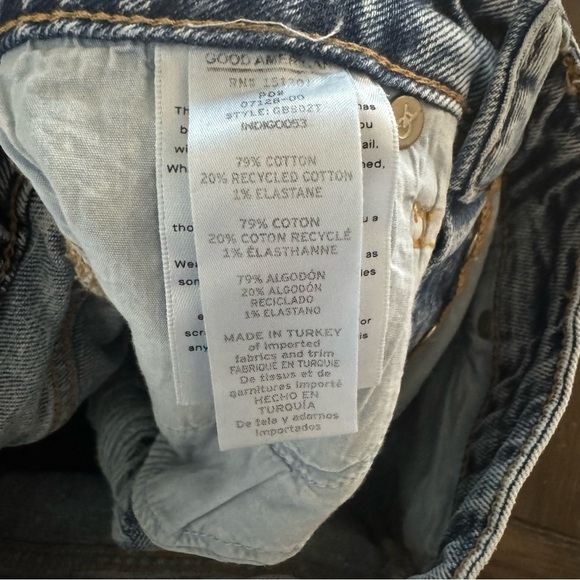 GOOD AMERICAN
PO#
07128-00
STYLE: GBS02T
INDIGO053
79% COTTON
20% RECYCLED COTTON
1% ELASTANE
79% COTON
20% COTON RECYCLÉ
1% ÉLASTHANNE
79% ALGODÓN
20% ALGODÓN
RECICLADO
1% ELASTANO
MADE IN TURKEY
of imported
fabrics and trim
FABRIQUÉ EN TURQUIE
De tissus et de
garnitures importé
HECHO EN
TURQUÍA
De tela y adornos
importados